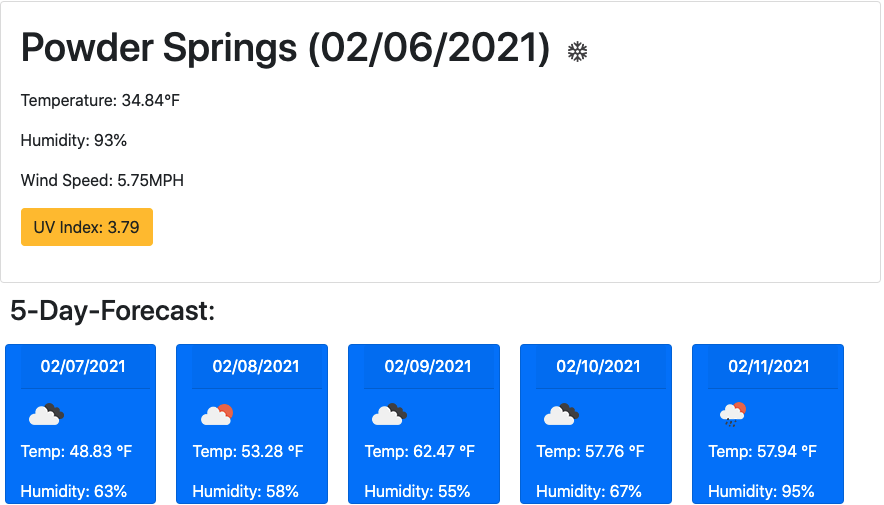 Powder Springs (02/06/2021)
Temperature: 34.84°F
Humidity: 93%
Wind Speed: 5.75MPH
UV Index: 3.79
5-Day-Forecast:
02/07/2021
Temp: 48.83 °F
Humidity: 63%
02/08/2021
Temp: 53.28 °F
Humidity: 58%
02/09/2021
Temp: 62.47 °F
Humidity: 55%
02/10/2021
Temp: 57.76 °F
Humidity: 67%
02/11/2021
Temp: 57.94 °F
Humidity: 95%